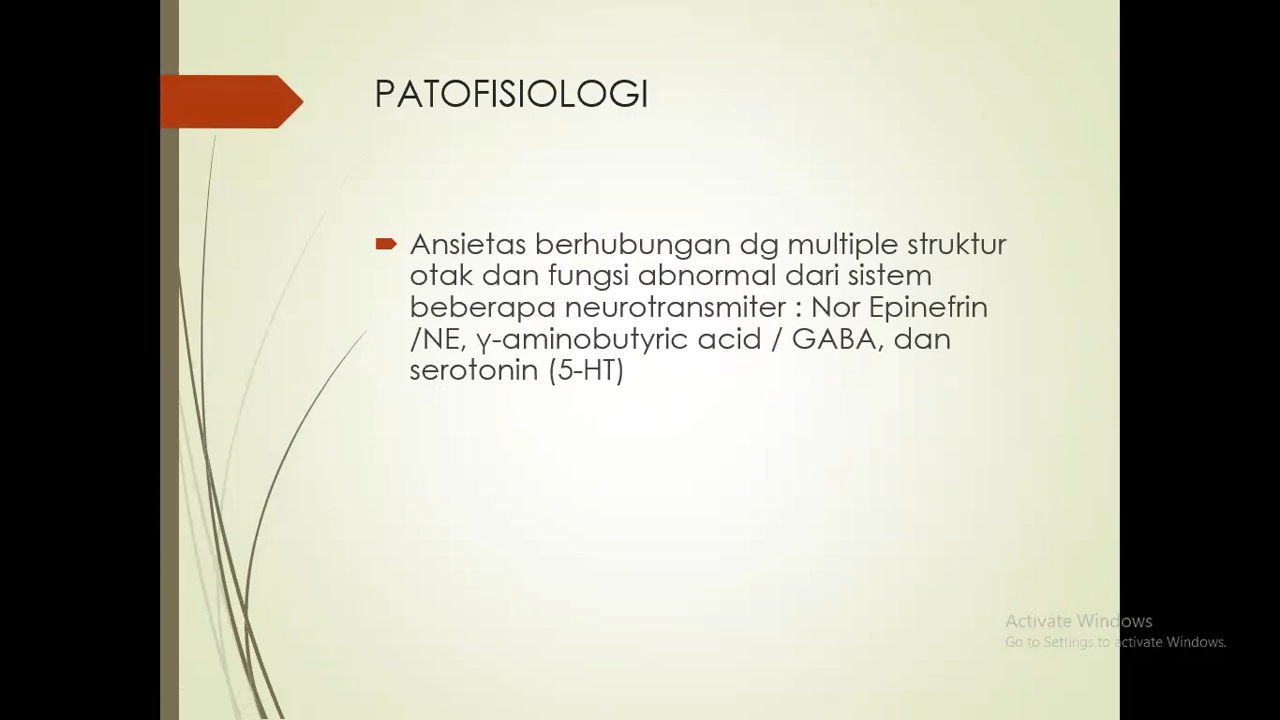 PATOFISIOLOGI
Ansietas berhubungan dg multiple struktur
otak dan fungsi abnormal dari sistem
beberapa neurotransmiter : Nor Epinefrin
/NE, γ-aminobutyric acid / GABA, dan
serotonin (5-HT)
Activate Windows
Go to Settings to activate Windows.